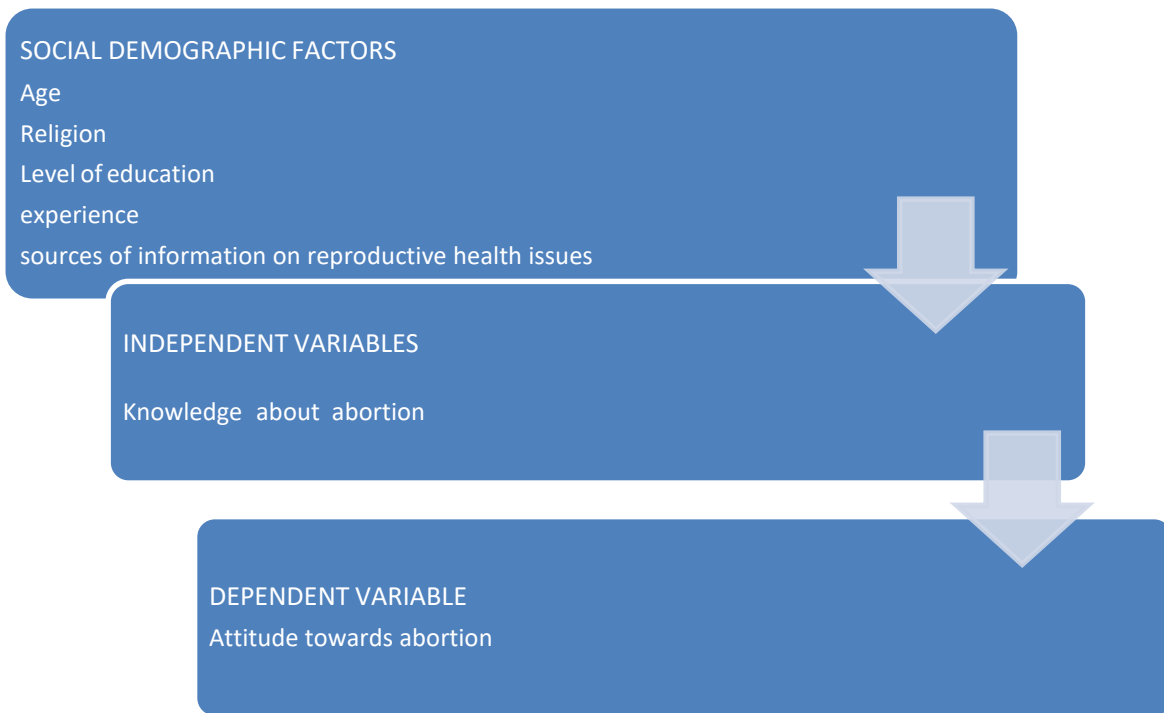 SOCIAL DEMOGRAPHIC FACTORS
Age
Religion
Level of education
experience
sources of information on reproductive health issues
INDEPENDENT VARIABLES
Knowledge about abortion
DEPENDENT VARIABLE
Attitude towards abortion